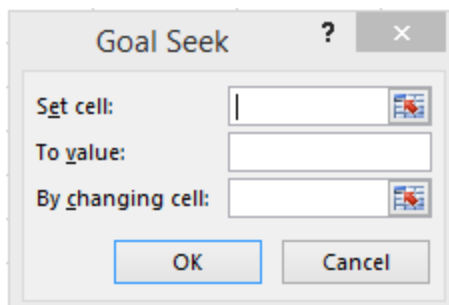 Goal Seek ?
Set cell:
To value:
By changing cell:
OK Cancel